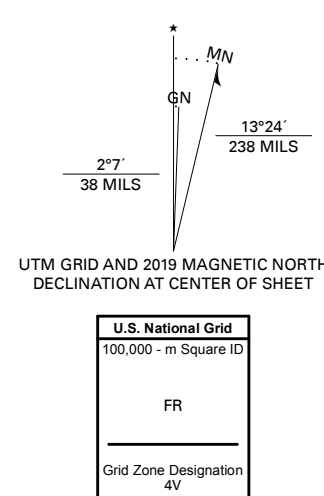 ★
MN
GN
13°24´
238 MILS
2°7´
38 MILS
UTM GRID AND 2019 MAGNETIC NORTH
DECLINATION AT CENTER OF SHEET
U.S. National Grid
100,000 - m Square ID
FR
Grid Zone Designation
4V